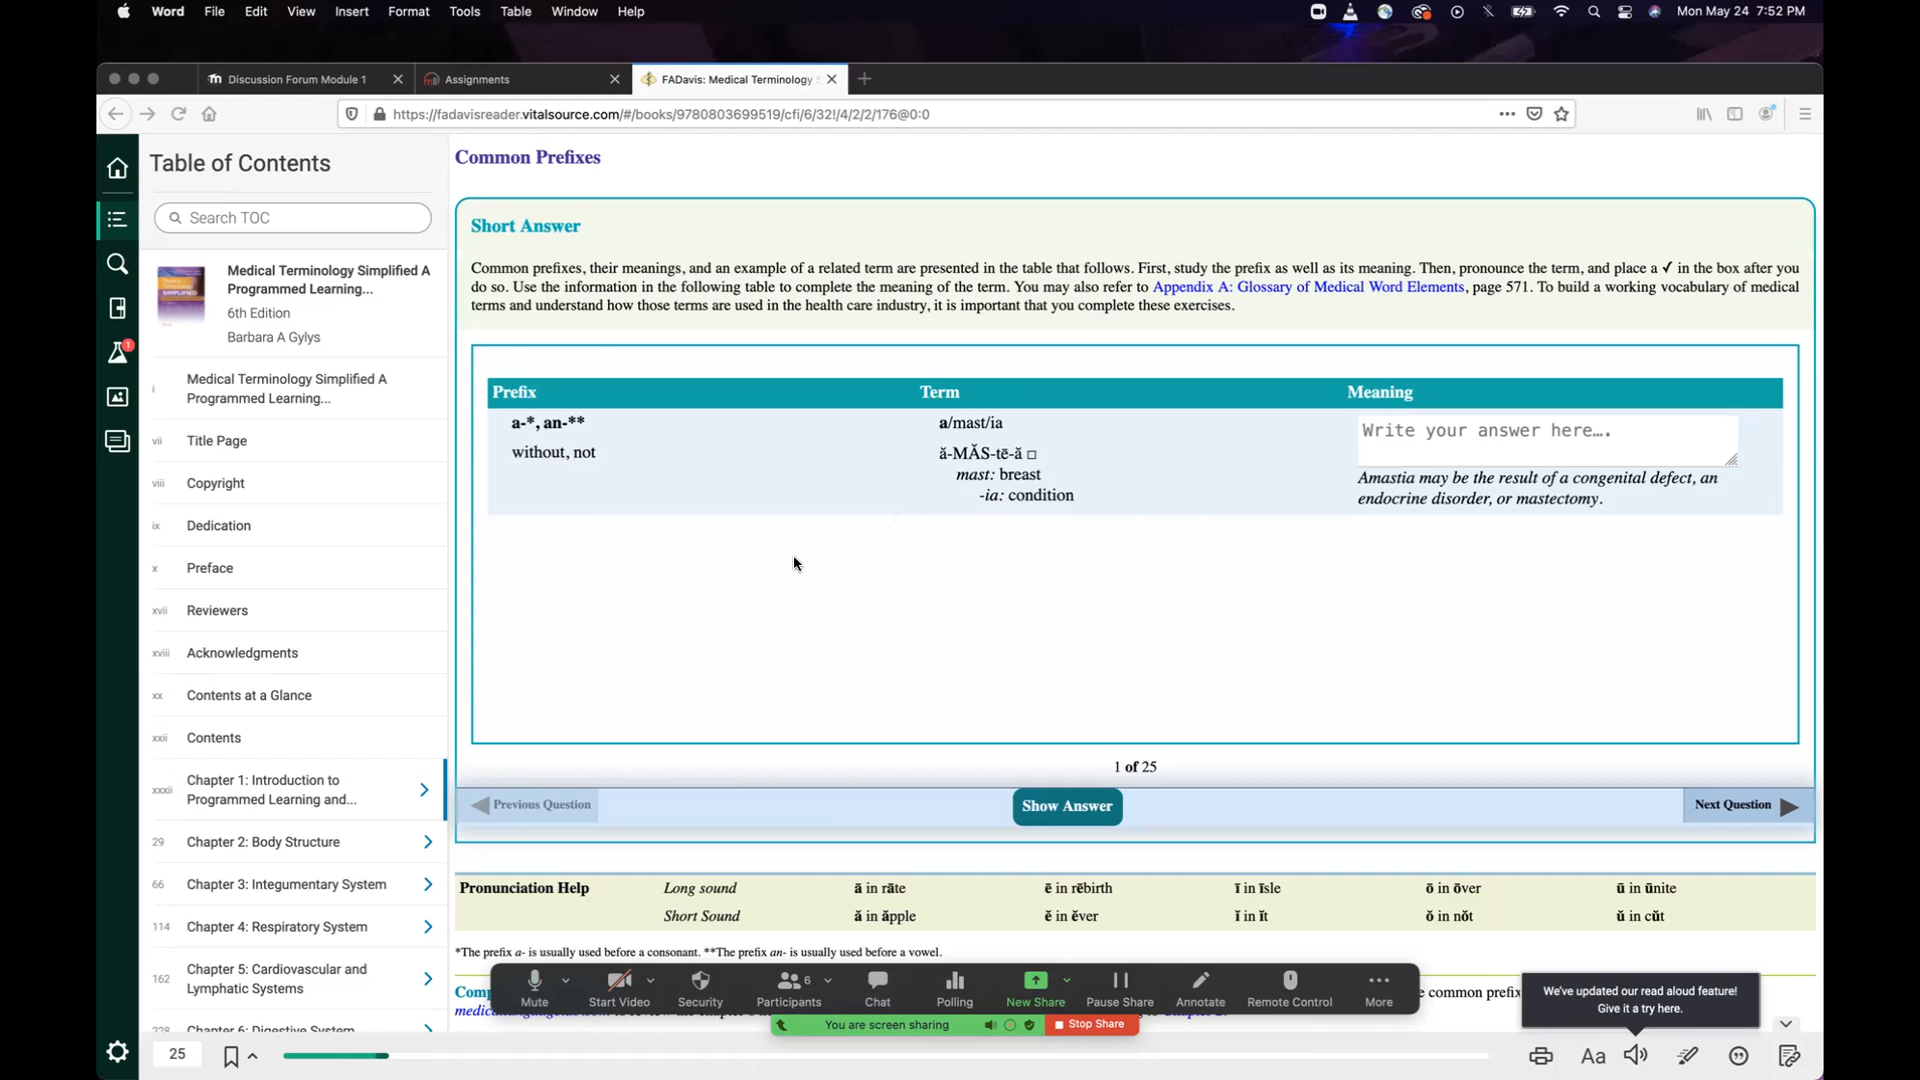 Word File Edit View Insert Format Tools Table Window Help Mon May 24 7:52 PM
Discussion Forum Module 1
Assignments
FADavis: Medical Terminology S
https://fadavisreader.vitalsource.com/#/books/9780803699519/cfi/6/32!/4/2/2/176@0:0
Table of Contents
Search TOC
Medical Terminology Simplified A
Programmed Learning...
6th Edition
Barbara A Gylys
1
i Medical Terminology Simplified A
Programmed Learning...
vii Title Page
viii Copyright
ix Dedication
x Preface
xvii Reviewers
xviii Acknowledgments
xx Contents at a Glance
xxii Contents
xxxii Chapter 1: Introduction to
Programmed Learning and...
29 Chapter 2: Body Structure
66 Chapter 3: Integumentary System
114 Chapter 4: Respiratory System
162 Chapter 5: Cardiovascular and
Lymphatic Systems
228 Chapter 6: Digestive System
Common Prefixes
Short Answer
Common prefixes, their meanings, and an example of a related term are presented in the table that follows. First, study the prefix as well as its meaning. Then, pronounce the term, and place a ✓ in the box after you
do so. Use the information in the following table to complete the meaning of the term. You may also refer to Appendix A: Glossary of Medical Word Elements, page 571. To build a working vocabulary of medical
terms and understand how those terms are used in the health care industry, it is important that you complete these exercises.
Prefix Term Meaning
a-*, an-** a/mast/ia Write your answer here….
without, not ă-MĂS-tē-ă □
mast: breast
-ia: condition
Amastia may be the result of a congenital defect, an
endocrine disorder, or mastectomy.
1 of 25
Previous Question Show Answer Next Question
Pronunciation Help Long sound ā in rāte ē in rēbirth ī in īsle ō in ōver ū in ūnite
Short Sound ă in ăpple ĕ in ĕver ĭ in ĭt ŏ in nŏt ŭ in cŭt
*The prefix a- is usually used before a consonant. **The prefix an- is usually used before a vowel.
e common prefix
Mute Start Video Security Participants 6 Chat Polling New Share Pause Share Annotate Remote Control More
You are screen sharing Stop Share
We've updated our read aloud feature!
Give it a try here.
25
Aa